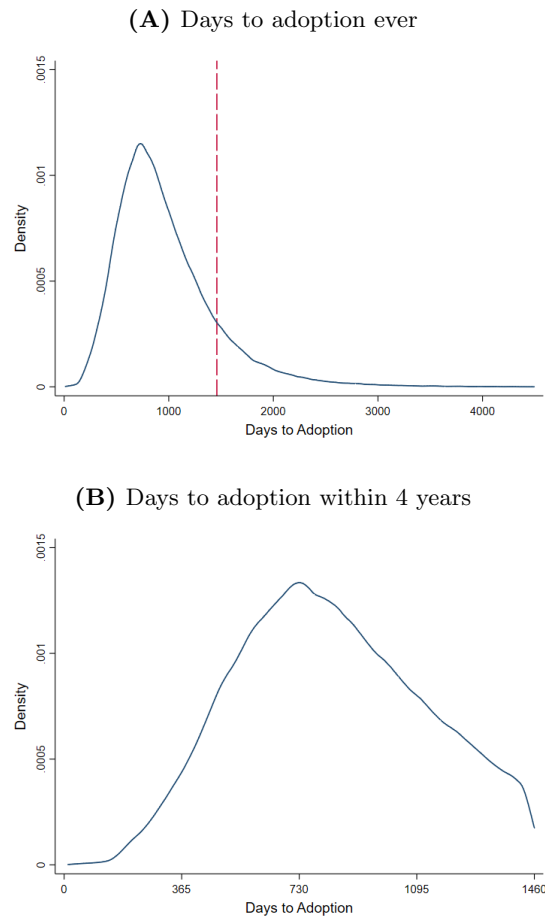 (A) Days to adoption ever
.0015
.001
.0005
0
Density
0 1000 2000 3000 4000
Days to Adoption
(B) Days to adoption within 4 years
.0015
.001
.0005
0
Density
0 365 730 1095 1460
Days to Adoption